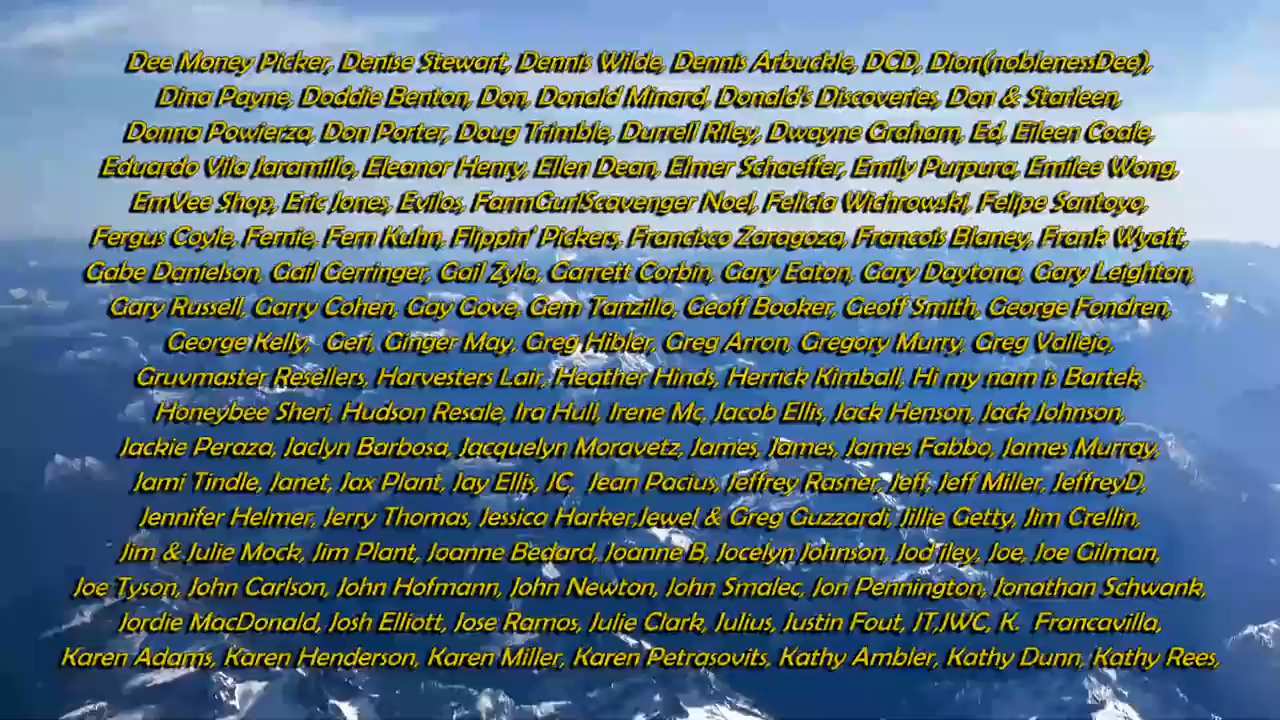 Dee Money Picker, Denise Stewart, Dennis Wilde, Dennis Arbuckle, DCD, Dion(noblenessDee),
Dina Payne, Doddie Benton, Don, Donald Minard, Donald's Discoveries, Don & Starleen,
Donna Powierza, Don Porter, Doug Trimble, Durrell Riley, Dwayne Graham, Ed, Eileen Coale,
Eduardo Vila Jaramillo, Eleanor Henry, Ellen Dean, Elmer Schaeffer, Emily Purpura, Emilee Wong,
EmVee Shop, Eric Jones, Evilos, FarmGurlScavenger Noel, Felicia Wichrowski, Felipe Santoyo,
Fergus Coyle, Fernie, Fern Kuhn, Flippin' Pickers, Francisco Zaragoza, Francois Blaney, Frank Wyatt,
Gabe Danielson, Gail Gerringer, Gail Zylo, Garrett Corbin, Gary Eaton, Gary Daytona, Gary Leighton,
Gary Russell, Garry Cohen, Gay Gove, Gem Tanzillo, Geoff Booker, Geoff Smith, George Fondren,
George Kelly, Geri, Ginger May, Greg Hibler, Greg Arron, Gregory Murry, Greg Vallejo,
Gruvmaster Resellers, Harvesters Lair, Heather Hinds, Herrick Kimball, Hi my nam is Bartek-
Honeybee Sheri, Hudson Resale, Ira Hull, Irene Mc, Jacob Ellis, Jack Henson, Jack Johnson,
Jackie Peraza, Jaclyn Barbosa, Jacquelyn Moravetz, James, James, James Fabbo, James Murray,
Jami Tindle, Janet, Jax Plant, Jay Ellis, JC, Jean Pacius, Jeffrey Rasner, Jeff, Jeff Miller, JeffreyD,
Jennifer Helmer, Jerry Thomas, Jessica Harker,Jewel & Greg Guzzardi, Jillie Getty, Jim Crellin,
Jim & Julie Mock, Jim Plant, Joanne Bedard, Joanne B, Jocelyn Johnson, Jod'iley, Joe, Joe Gilman,
Joe Tyson, John Carlson, John Hofmann, John Newton, John Smalec, Jon Pennington, Jonathan Schwank,
Jordie MacDonald, Josh Elliott, Jose Ramos, Julie Clark, Julius, Justin Fout, JT,JWC, K. Francavilla,
Karen Adams, Karen Henderson, Karen Miller, Karen Petrasovits, Kathy Ambler, Kathy Dunn, Kathy Rees,